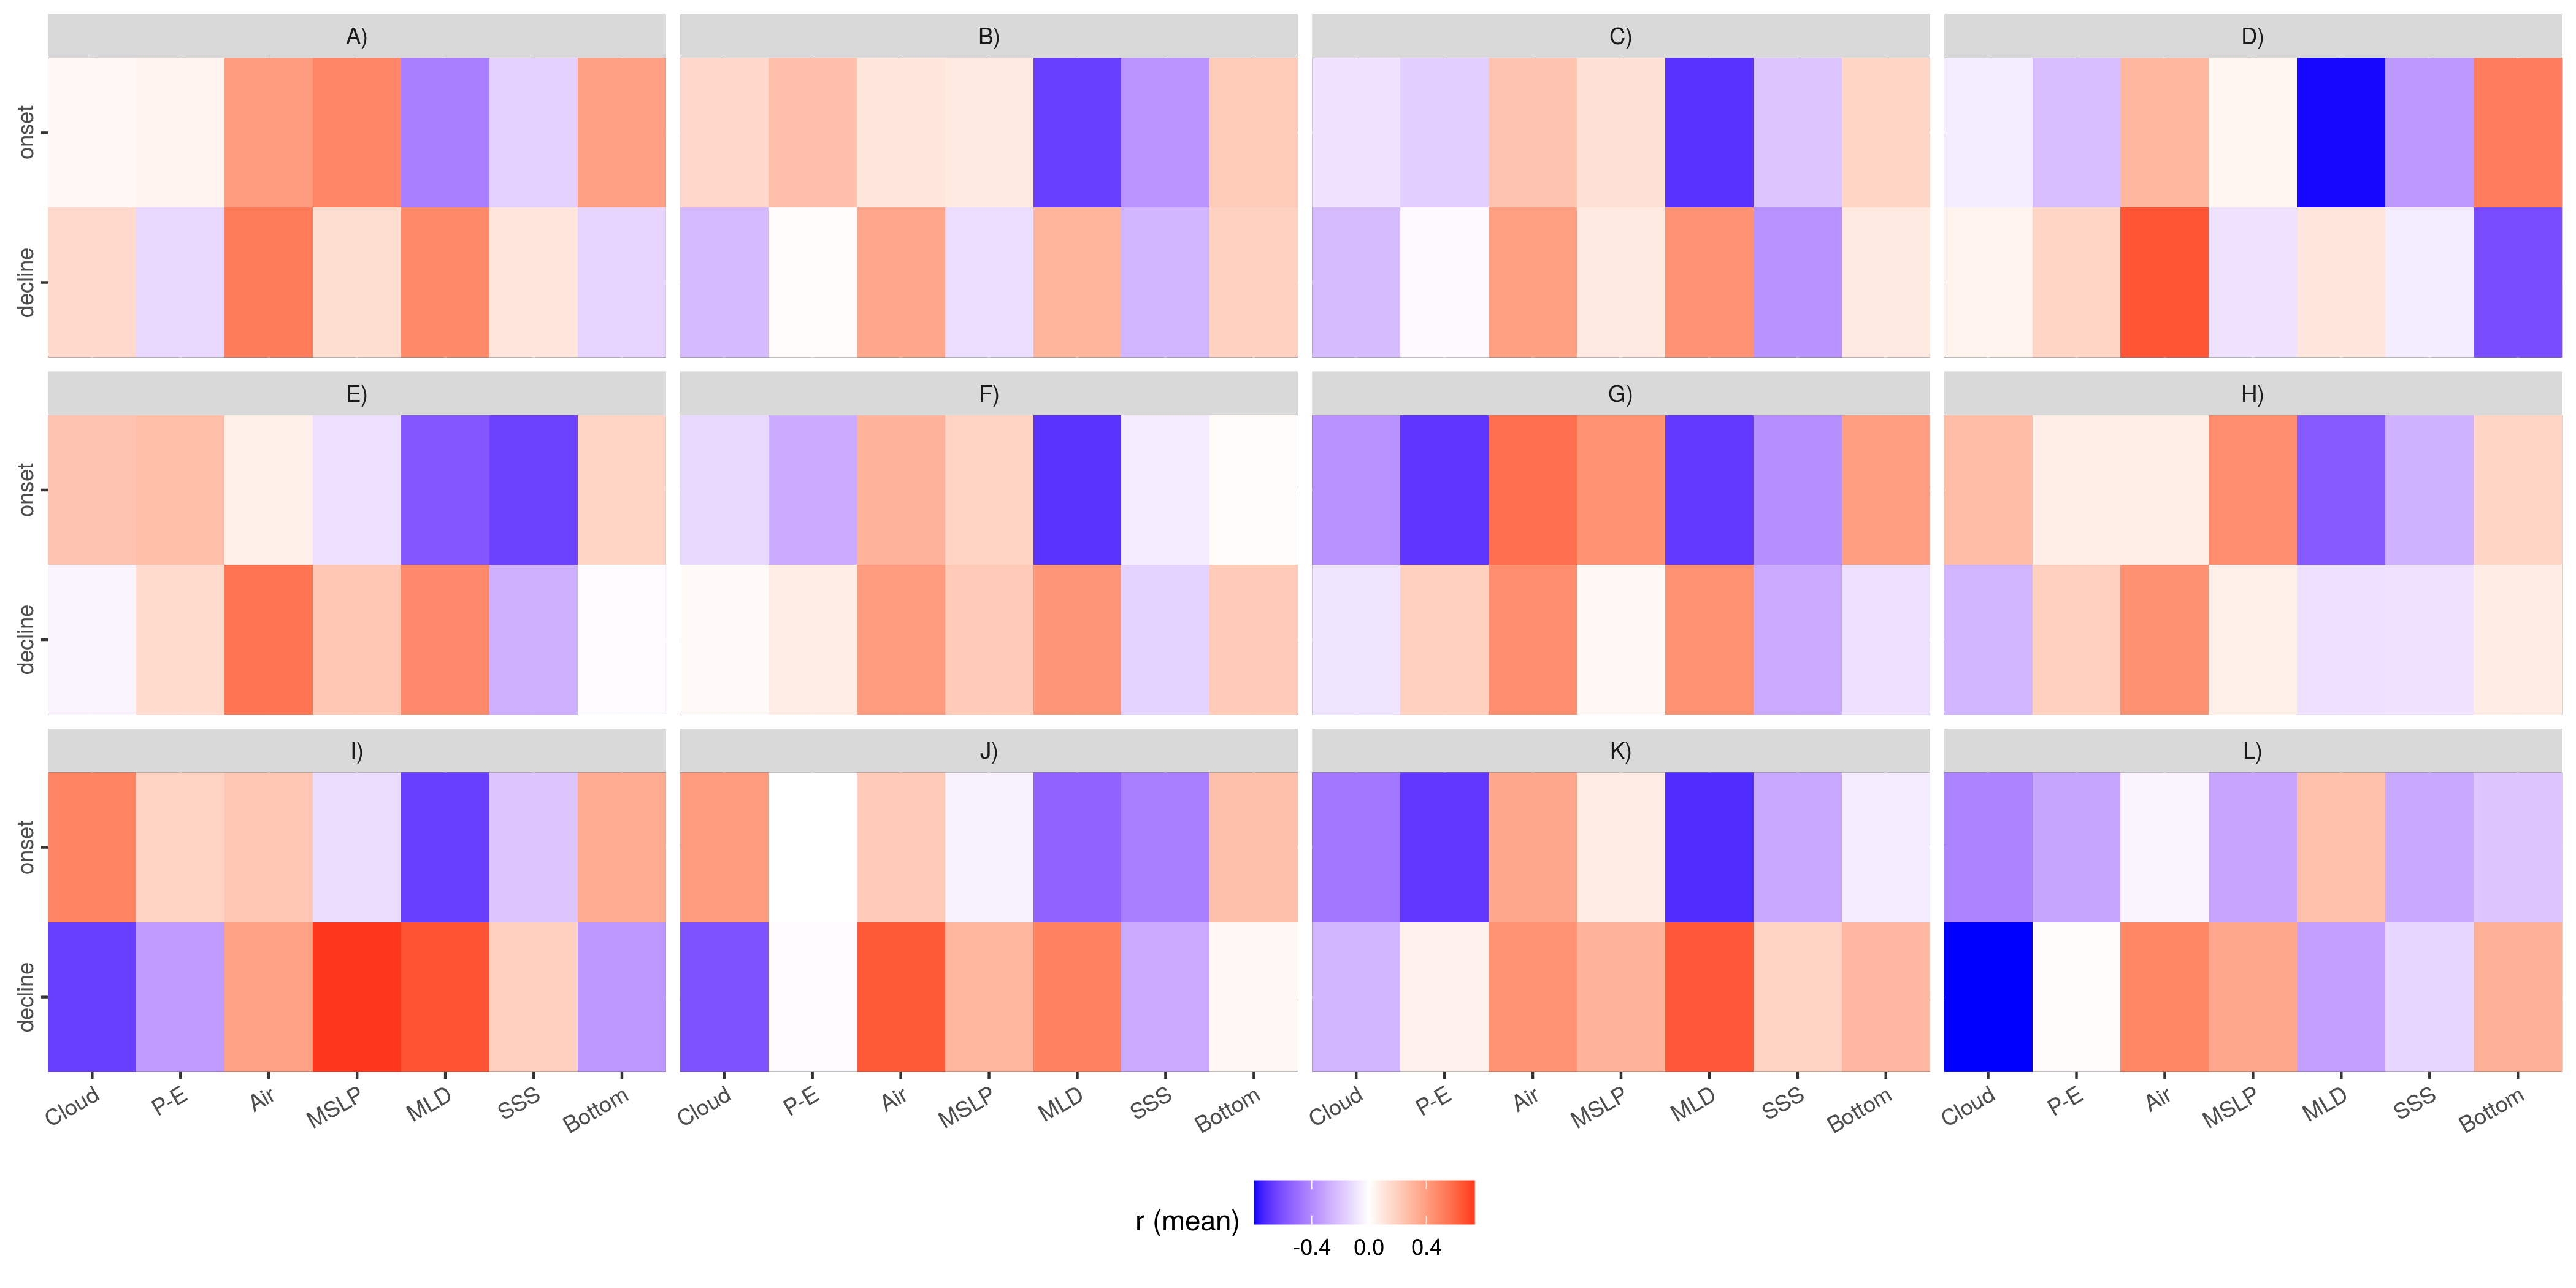 A) B) C) D)
onset
decline
E) F) G) H)
onset
decline
I) J) K) L)
onset
decline
Cloud P-E Air MSLP MLD SSS Bottom Cloud P-E Air MSLP MLD SSS Bottom Cloud P-E Air MSLP MLD SSS Bottom Cloud P-E Air MSLP MLD SSS Bottom
r (mean)
-0.4 0.0 0.4